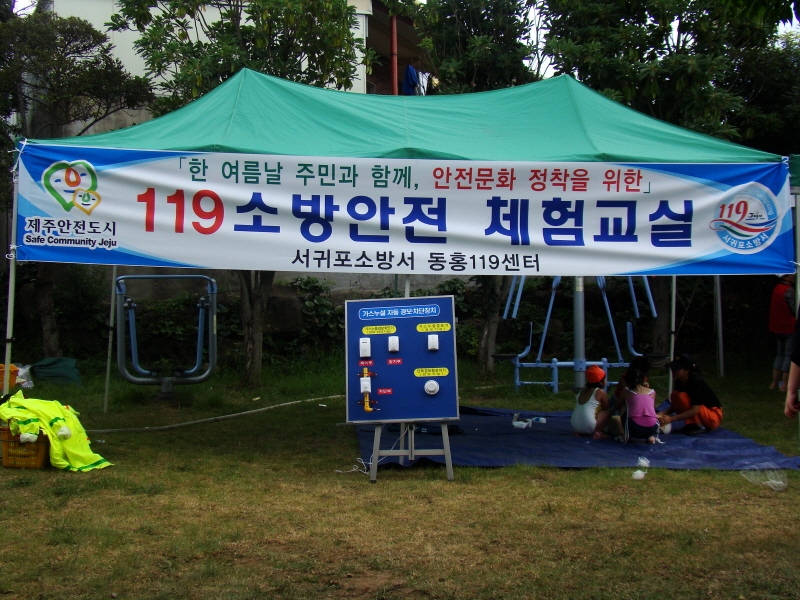 「한 여름날 주민과 함께, 안전문화 정착을 위한」
119 소방안전 체험교실
서귀포소방서 동홍119센터
제주안전도시
Safe Community Jeju
119 Jeju
서귀포소방서
가스누설 자동 경보·차단장치